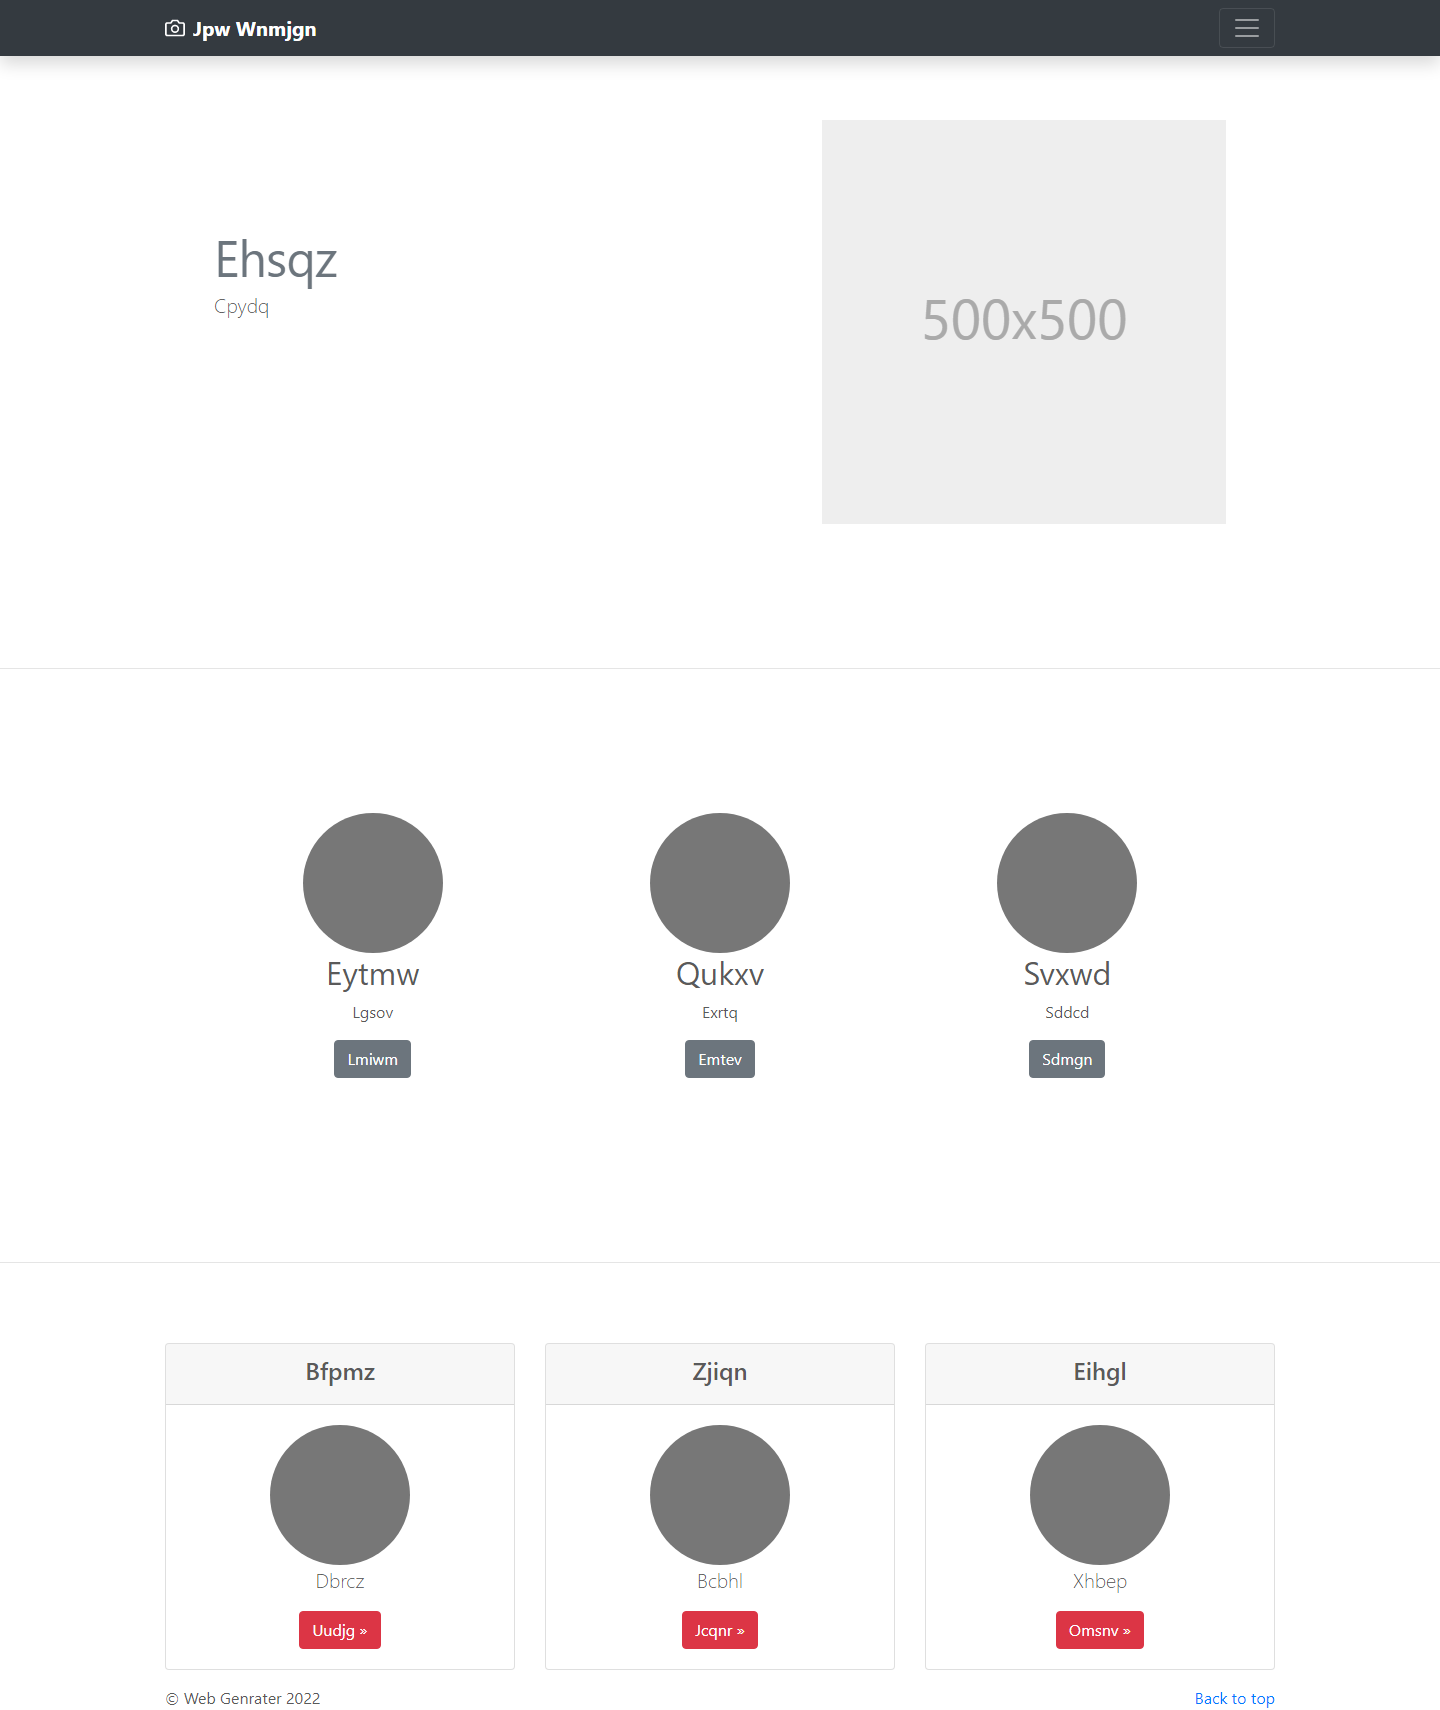 Jpw Wnmjgn
Ehsqz
Cpydq
500x500
Eytmw
Lgsov
Lmiwm
Qukxv
Exrtq
Emtev
Svxwd
Sddcd
Sdmgn
Bfpmz
Dbrcz
Uudjg »
Zjiqn
Bcbhl
Jcqnr »
Eihgl
Xhbep
Omsnv »
© Web Genrater 2022
Back to top